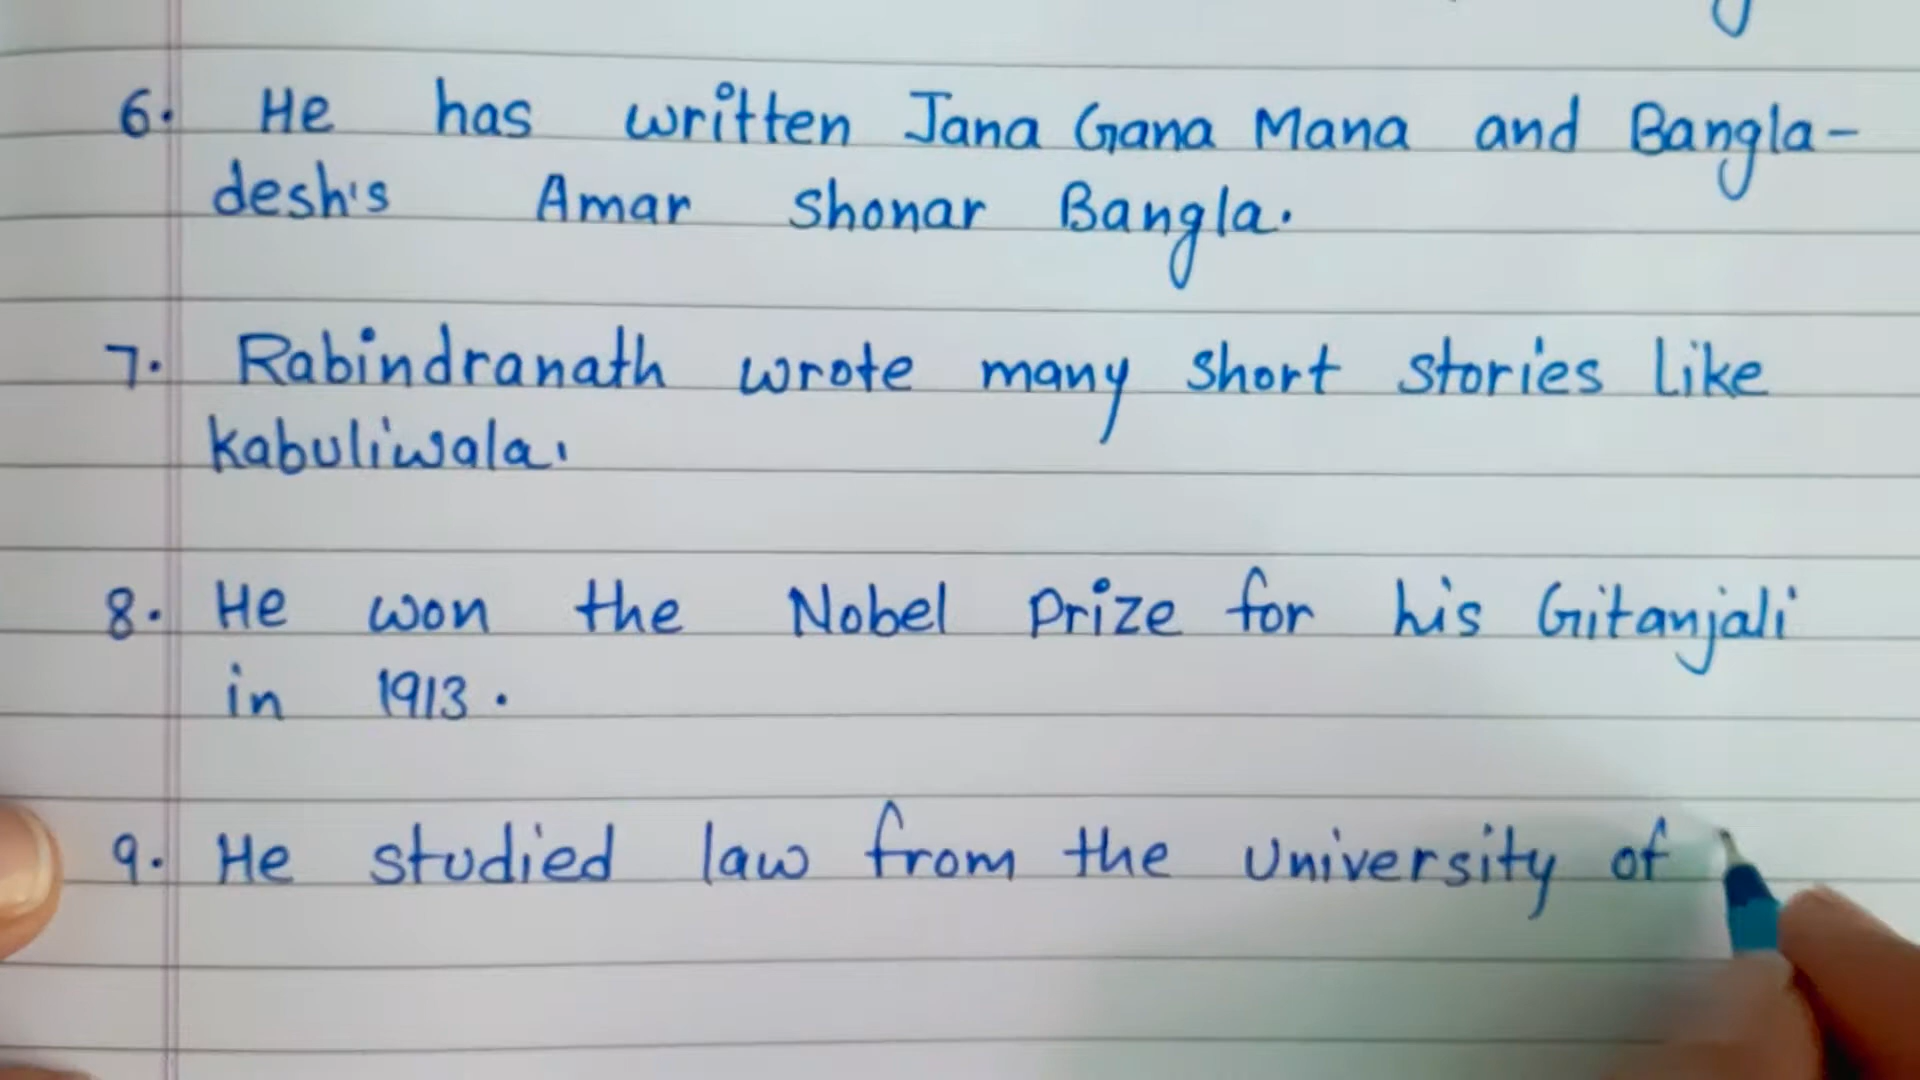 6. He has written Jana Gana Mana and Bangla-
desh's Amar Shonar Bangla.
7. Rabindranath wrote many short stories like
kabuliwala.
8. He won the Nobel Prize for his Gitanjali
in 1913.
9. He studied law from the University of